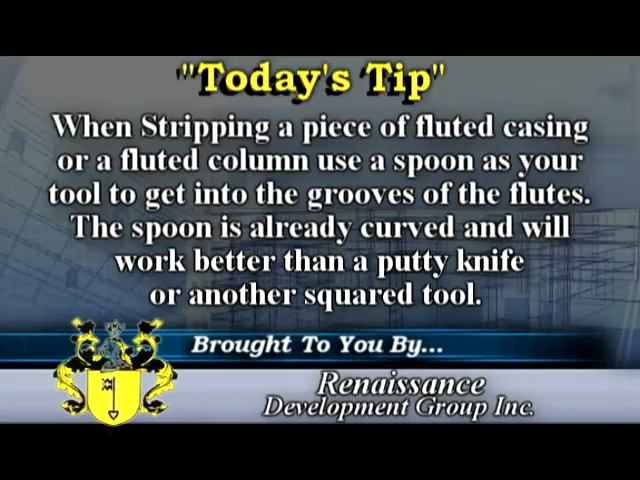 "Today's Tip"
When Stripping a piece of fluted casing
or a fluted column use a spoon as your
tool to get into the grooves of the flutes.
The spoon is already curved and will
work better than a putty knife
or another squared tool.
Brought To You By...
Renaissance
Development Group Inc.